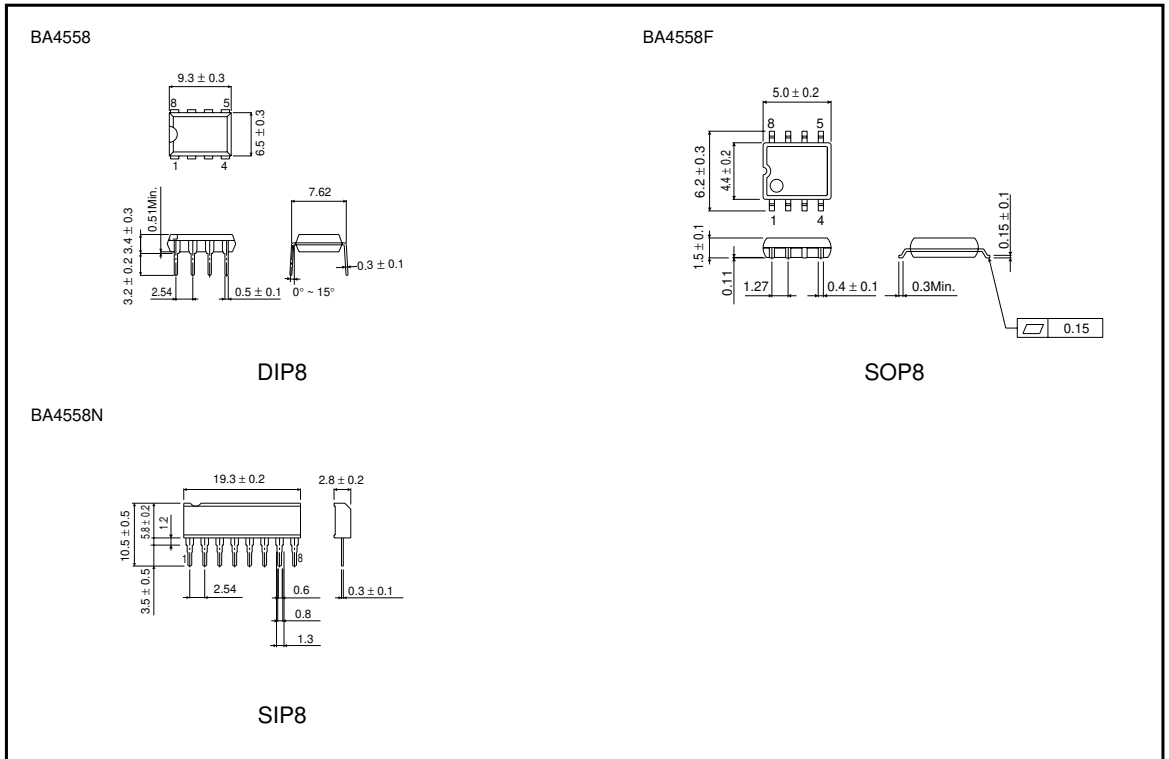 BA4558
9.3 ± 0.3
8 5
6.5 ± 0.3
1 4
0.51Min.
3.2 ± 0.2 3.4 ± 0.3
7.62
0.3 ± 0.1
2.54
0.5 ± 0.1
0° ~ 15°
DIP8
BA4558F
5.0 ± 0.2
8 5
6.2 ± 0.3
4.4 ± 0.2
1 4
1.5 ± 0.1
0.11
1.27
0.4 ± 0.1
0.3Min.
0.15 ± 0.1
0.15
SOP8
BA4558N
19.3 ± 0.2
2.8 ± 0.2
10.5 ± 0.5
5.8 ± 0.2
1.2
3.5 ± 0.5
1 8
2.54
0.6
0.3 ± 0.1
0.8
1.3
SIP8